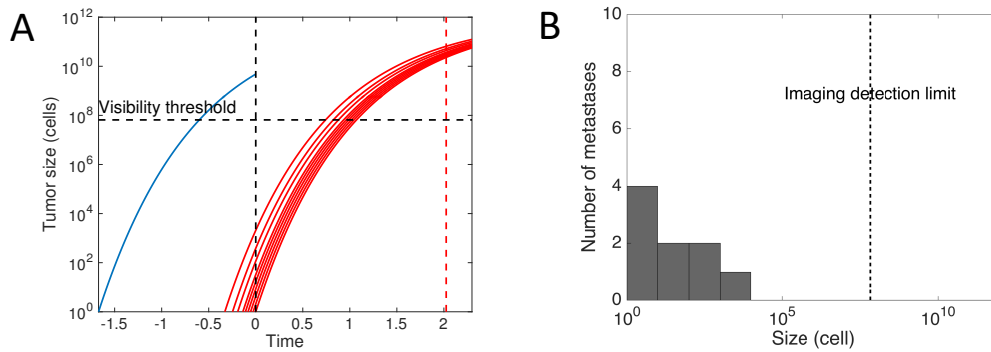 A
Tumor size (cells)
10^12
10^10
10^8
10^6
10^4
10^2
10^0
Visibility threshold
-1.5 -1 -0.5 0 0.5 1 1.5 2
Time
B
Number of metastases
10
8
6
4
2
0
Imaging detection limit
10^0 10^5 10^10
Size (cell)